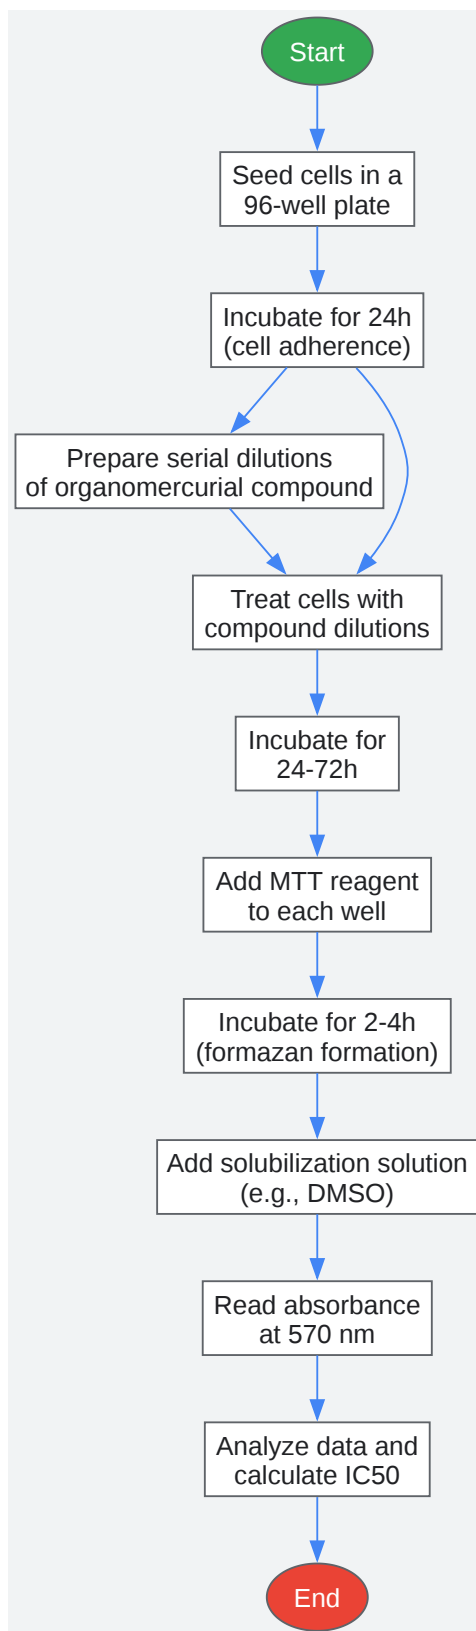 Start
Seed cells in a
96-well plate
Incubate for 24h
(cell adherence)
Prepare serial dilutions
of organomercurial compound
Treat cells with
compound dilutions
Incubate for
24-72h
Add MTT reagent
to each well
Incubate for 2-4h
(formazan formation)
Add solubilization solution
(e.g., DMSO)
Read absorbance
at 570 nm
Analyze data and
calculate IC50
End